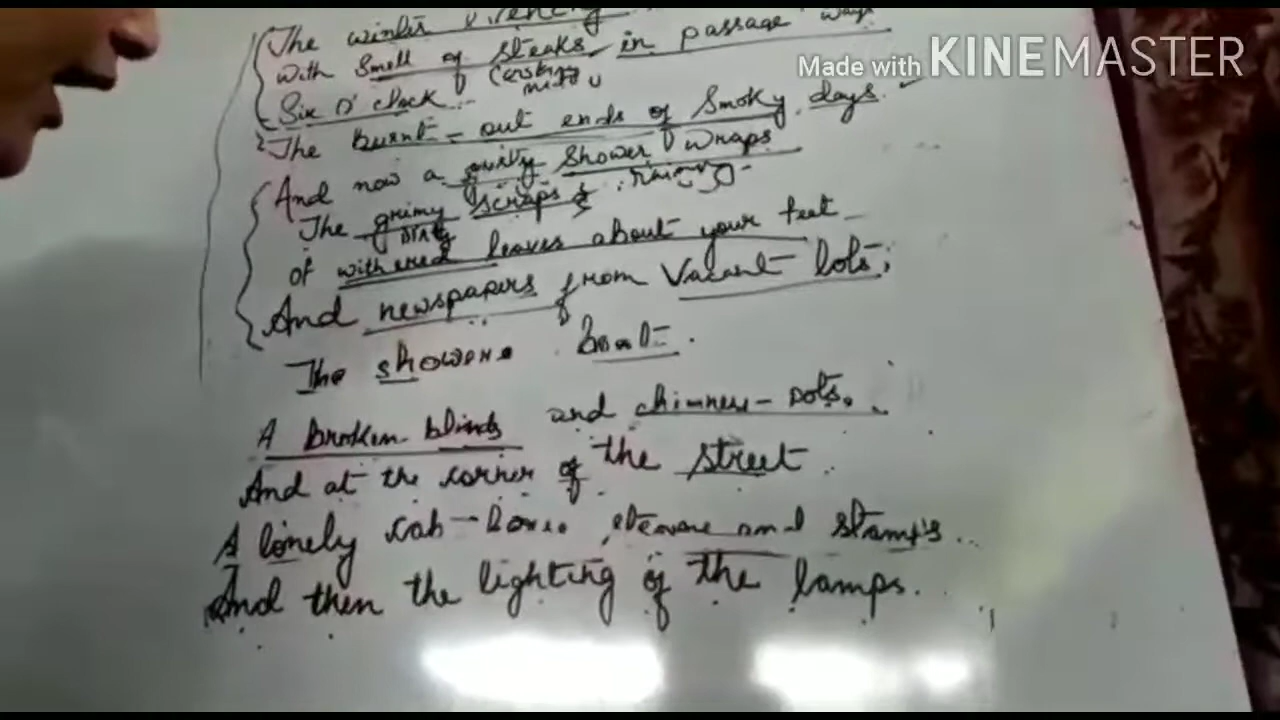 The winter evening
ways
with Smell of steaks in passage
Six O' clock..
The Burnt-out ends of Smoky days.
And now a gusty Shower wraps
raining
The grimy scraps
Dirty
of withered leaves about your feet
And newspapers from Vacant lots;
The showers beat.
A Broken blinds and chimney-pots.
And at the corner of the street
A lonely cab-horse steams and stamps..
And then the lighting of the lamps.
Made with KINEMASTER